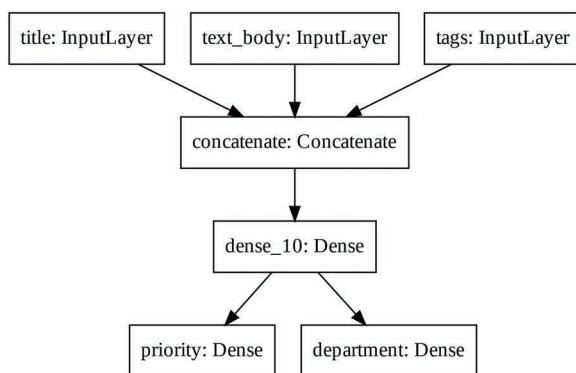 title: InputLayer
text_body: InputLayer
tags: InputLayer
concatenate: Concatenate
dense_10: Dense
priority: Dense
department: Dense